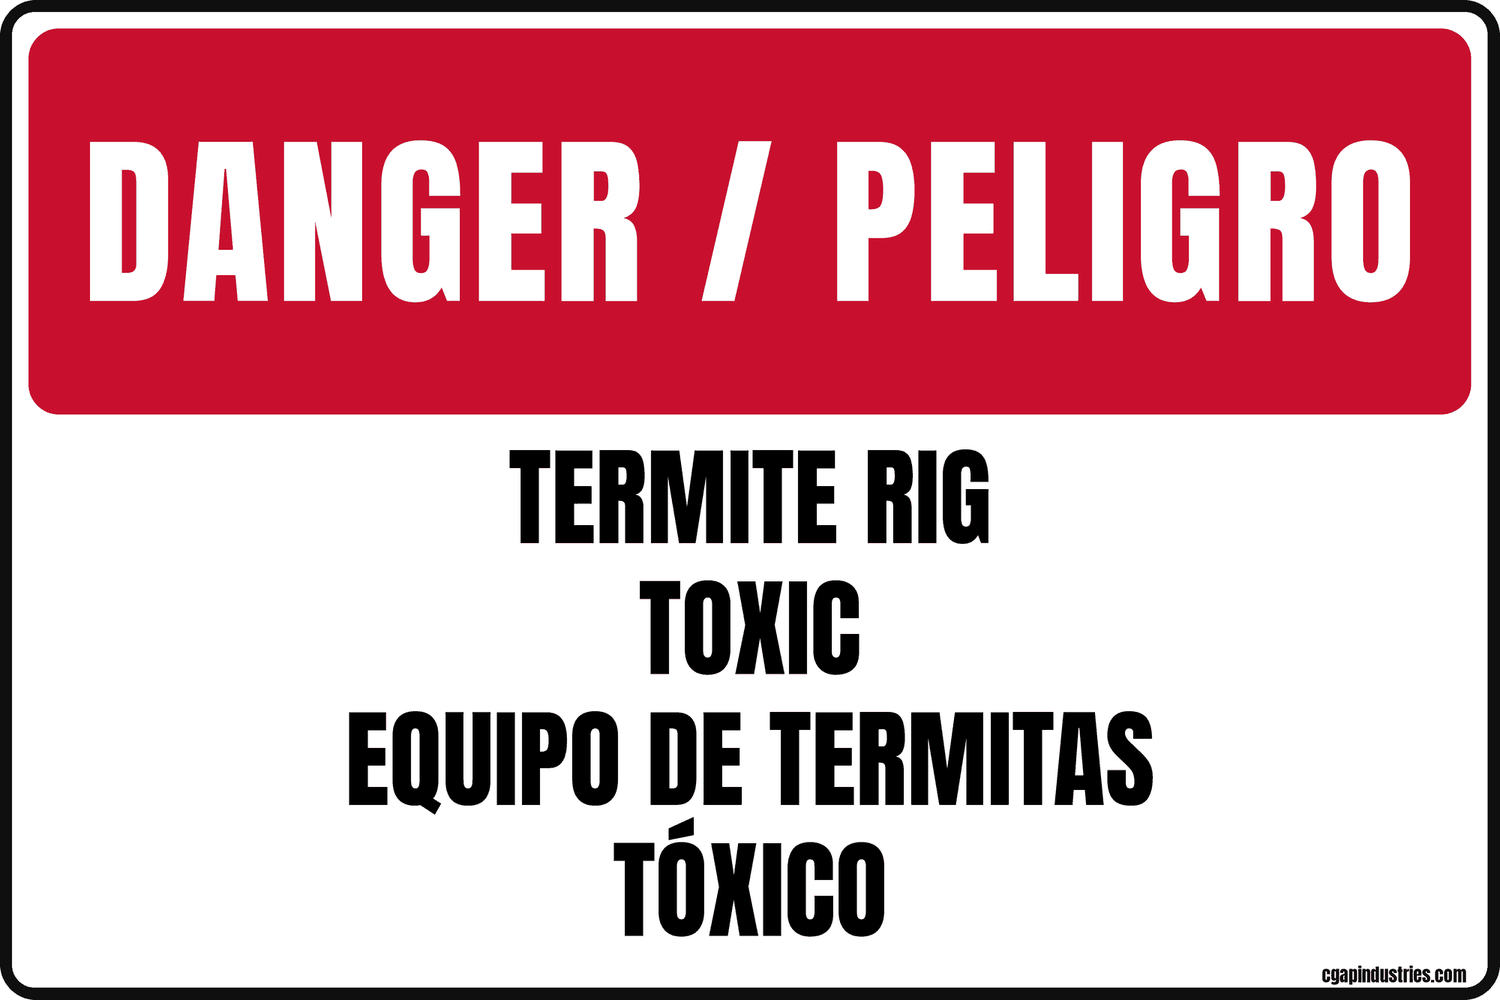 DANGER / PELIGRO
TERMITE RIG
TOXIC
EQUIPO DE TERMITAS
TÓXICO
cgapindustries.com